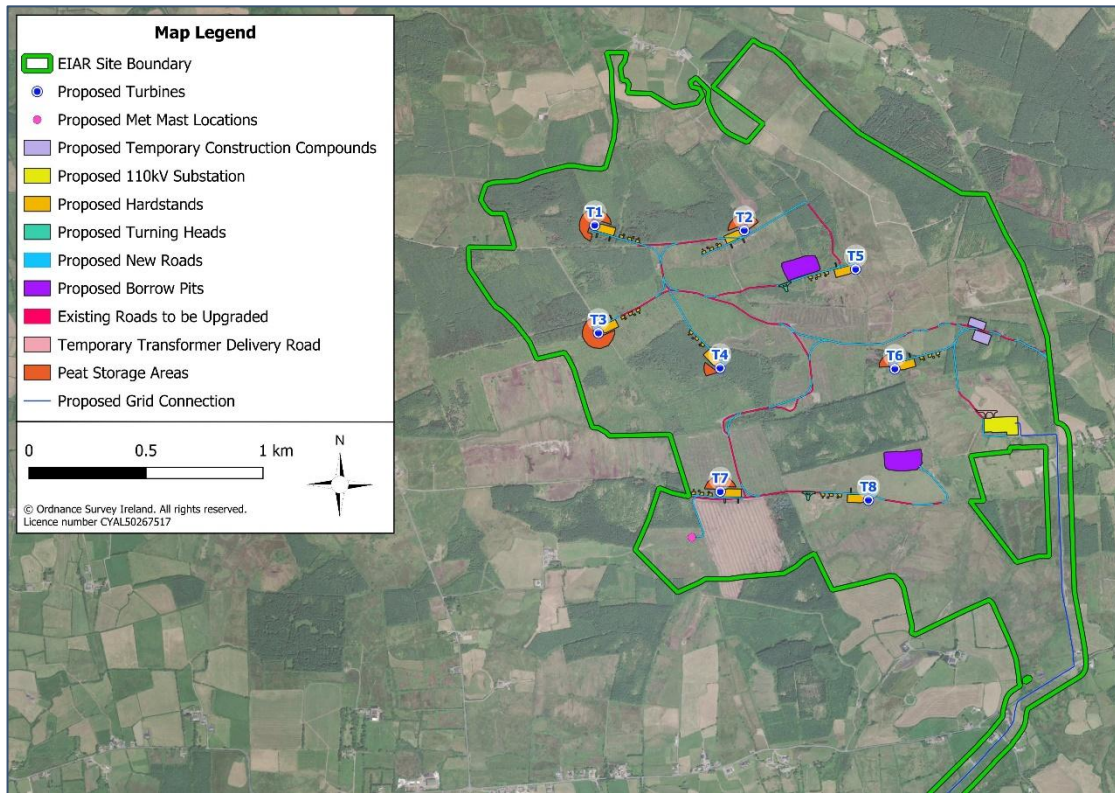 Map Legend
EIAR Site Boundary
Proposed Turbines
Proposed Met Mast Locations
Proposed Temporary Construction Compounds
Proposed 110kV Substation
Proposed Hardstands
Proposed Turning Heads
Proposed New Roads
Proposed Borrow Pits
Existing Roads to be Upgraded
Temporary Transformer Delivery Road
Peat Storage Areas
Proposed Grid Connection
0 0.5 1 km
N
© Ordnance Survey Ireland. All rights reserved.
Licence number CYAL50267517
T1
T2
T5
T3
T4
T6
T7
T8